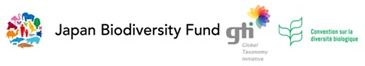 Japan Biodiversity Fund
gti
Global
Taxonomy
Initiative
Convention sur la
diversité biologique